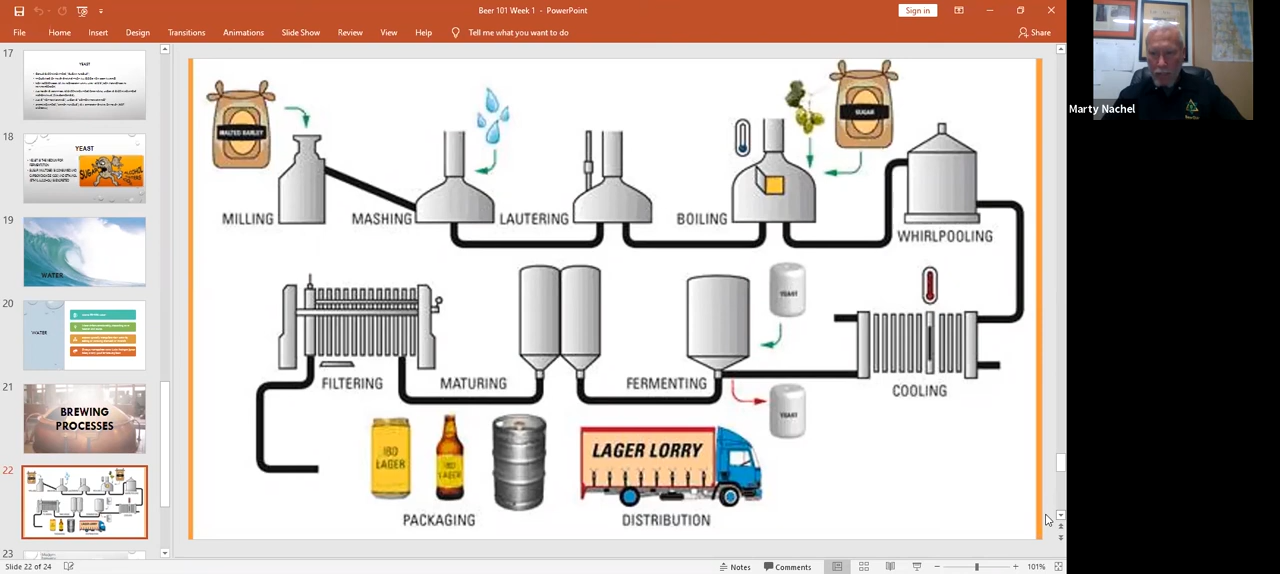 Beer 101 Week 1 - PowerPoint
Sign in
File Home Insert Design Transitions Animations Slide Show Review View Help Tell me what you want to do
Share
Marty Nachel
17
YEAST
18
YEAST
SUGAR
19
WATER
20
WATER
21
BREWING
PROCESSES
22
23
MALTED BARLEY
SUGAR
MILLING
MASHING
LAUTERING
BOILING
WHIRLPOOLING
YEAST
FILTERING
MATURING
FERMENTING
COOLING
YEAST
IBD
LAGER
IBD
LAGER
LAGER LORRY
PACKAGING
DISTRIBUTION
Slide 22 of 24
Notes
Comments
101%